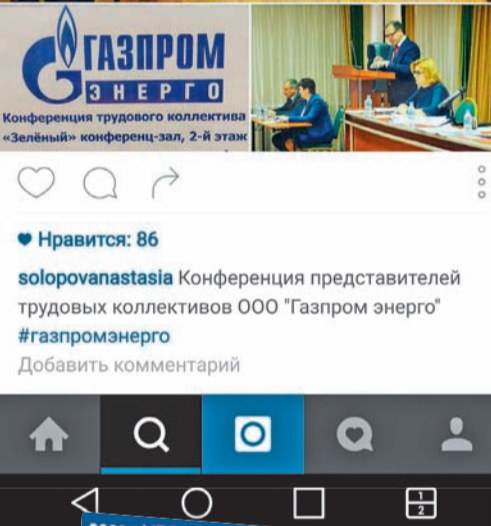 ГАЗПРОМ
ЭНЕРГО
Конференция трудового коллектива
«Зелёный» конференц-зал, 2-й этаж
Нравится: 86
solopovanastasia Конференция представителей
трудовых коллективов ООО "Газпром энерго"
#газпромэнерго
Добавить комментарий
1
2